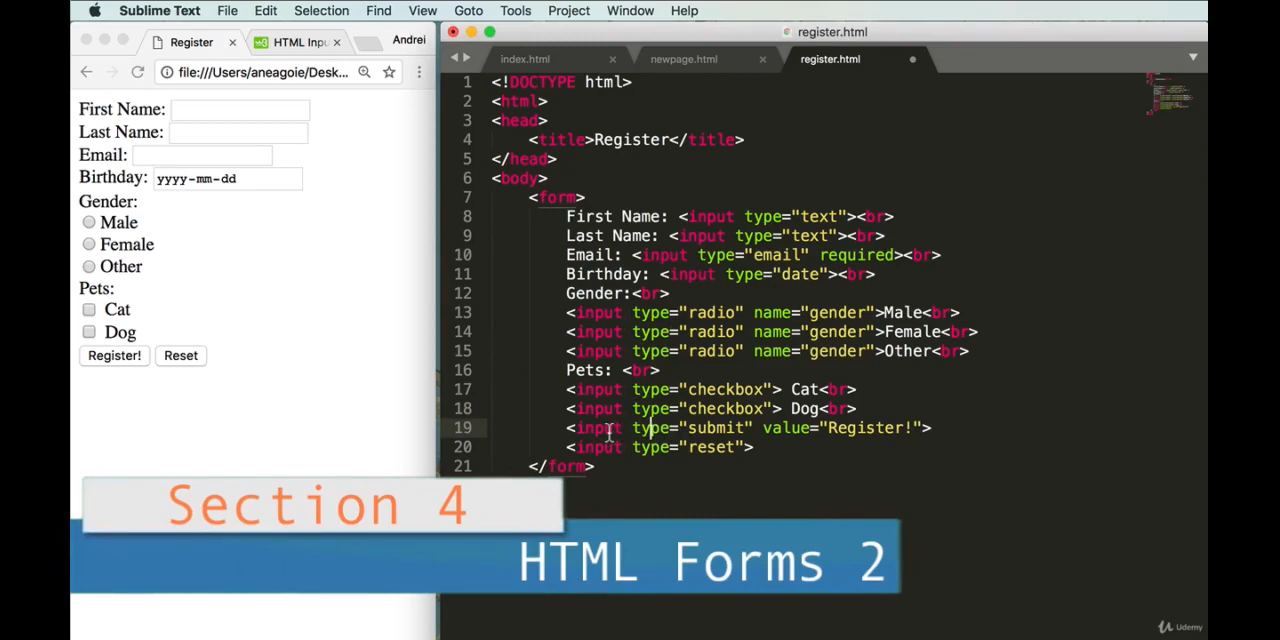 Sublime Text File Edit Selection Find View Goto Tools Project Window Help
Register × HTML Inpu × Andrei
file:///Users/aneagoie/Desk...
First Name:
Last Name:
Email:
Birthday: yyyy-mm-dd
Gender:
Male
Female
Other
Pets:
Cat
Dog
Register! Reset
register.html
index.html × newpage.html × register.html
1 <!DOCTYPE html>
2 <html>
3 <head>
4 <title>Register</title>
5 </head>
6 <body>
7 <form>
8 First Name: <input type="text"><br>
9 Last Name: <input type="text"><br>
10 Email: <input type="email" required><br>
11 Birthday: <input type="date"><br>
12 Gender:<br>
13 <input type="radio" name="gender">Male<br>
14 <input type="radio" name="gender">Female<br>
15 <input type="radio" name="gender">Other<br>
16 Pets: <br>
17 <input type="checkbox"> Cat<br>
18 <input type="checkbox"> Dog<br>
19 <input type="submit" value="Register!">
20 <input type="reset">
21 </form>
Section 4
HTML Forms 2
Udemy